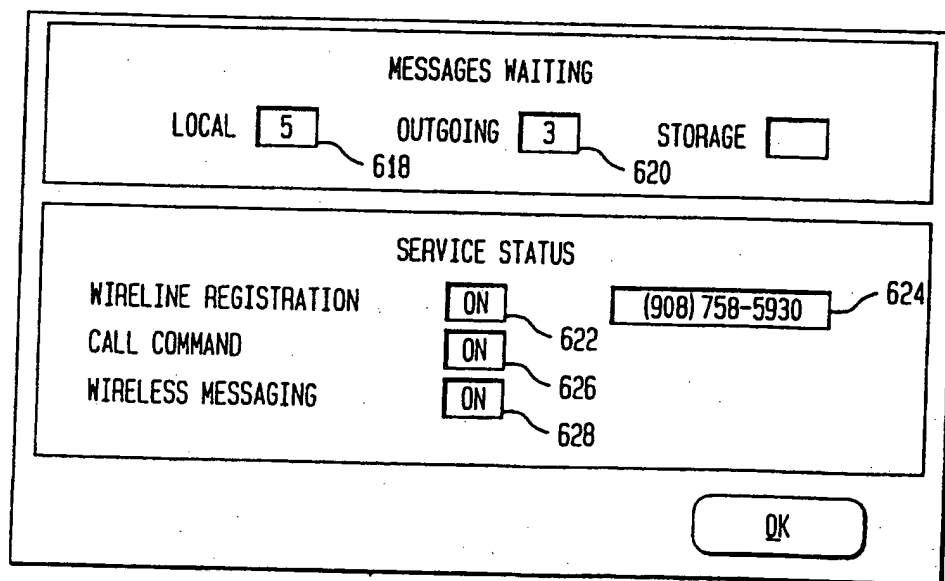 MESSAGES WAITING
LOCAL 5 OUTGOING 3 STORAGE
618 620
SERVICE STATUS
WIRELINE REGISTRATION ON (908) 758-5930 624
622
CALL COMMAND ON
626
WIRELESS MESSAGING ON
628
OK